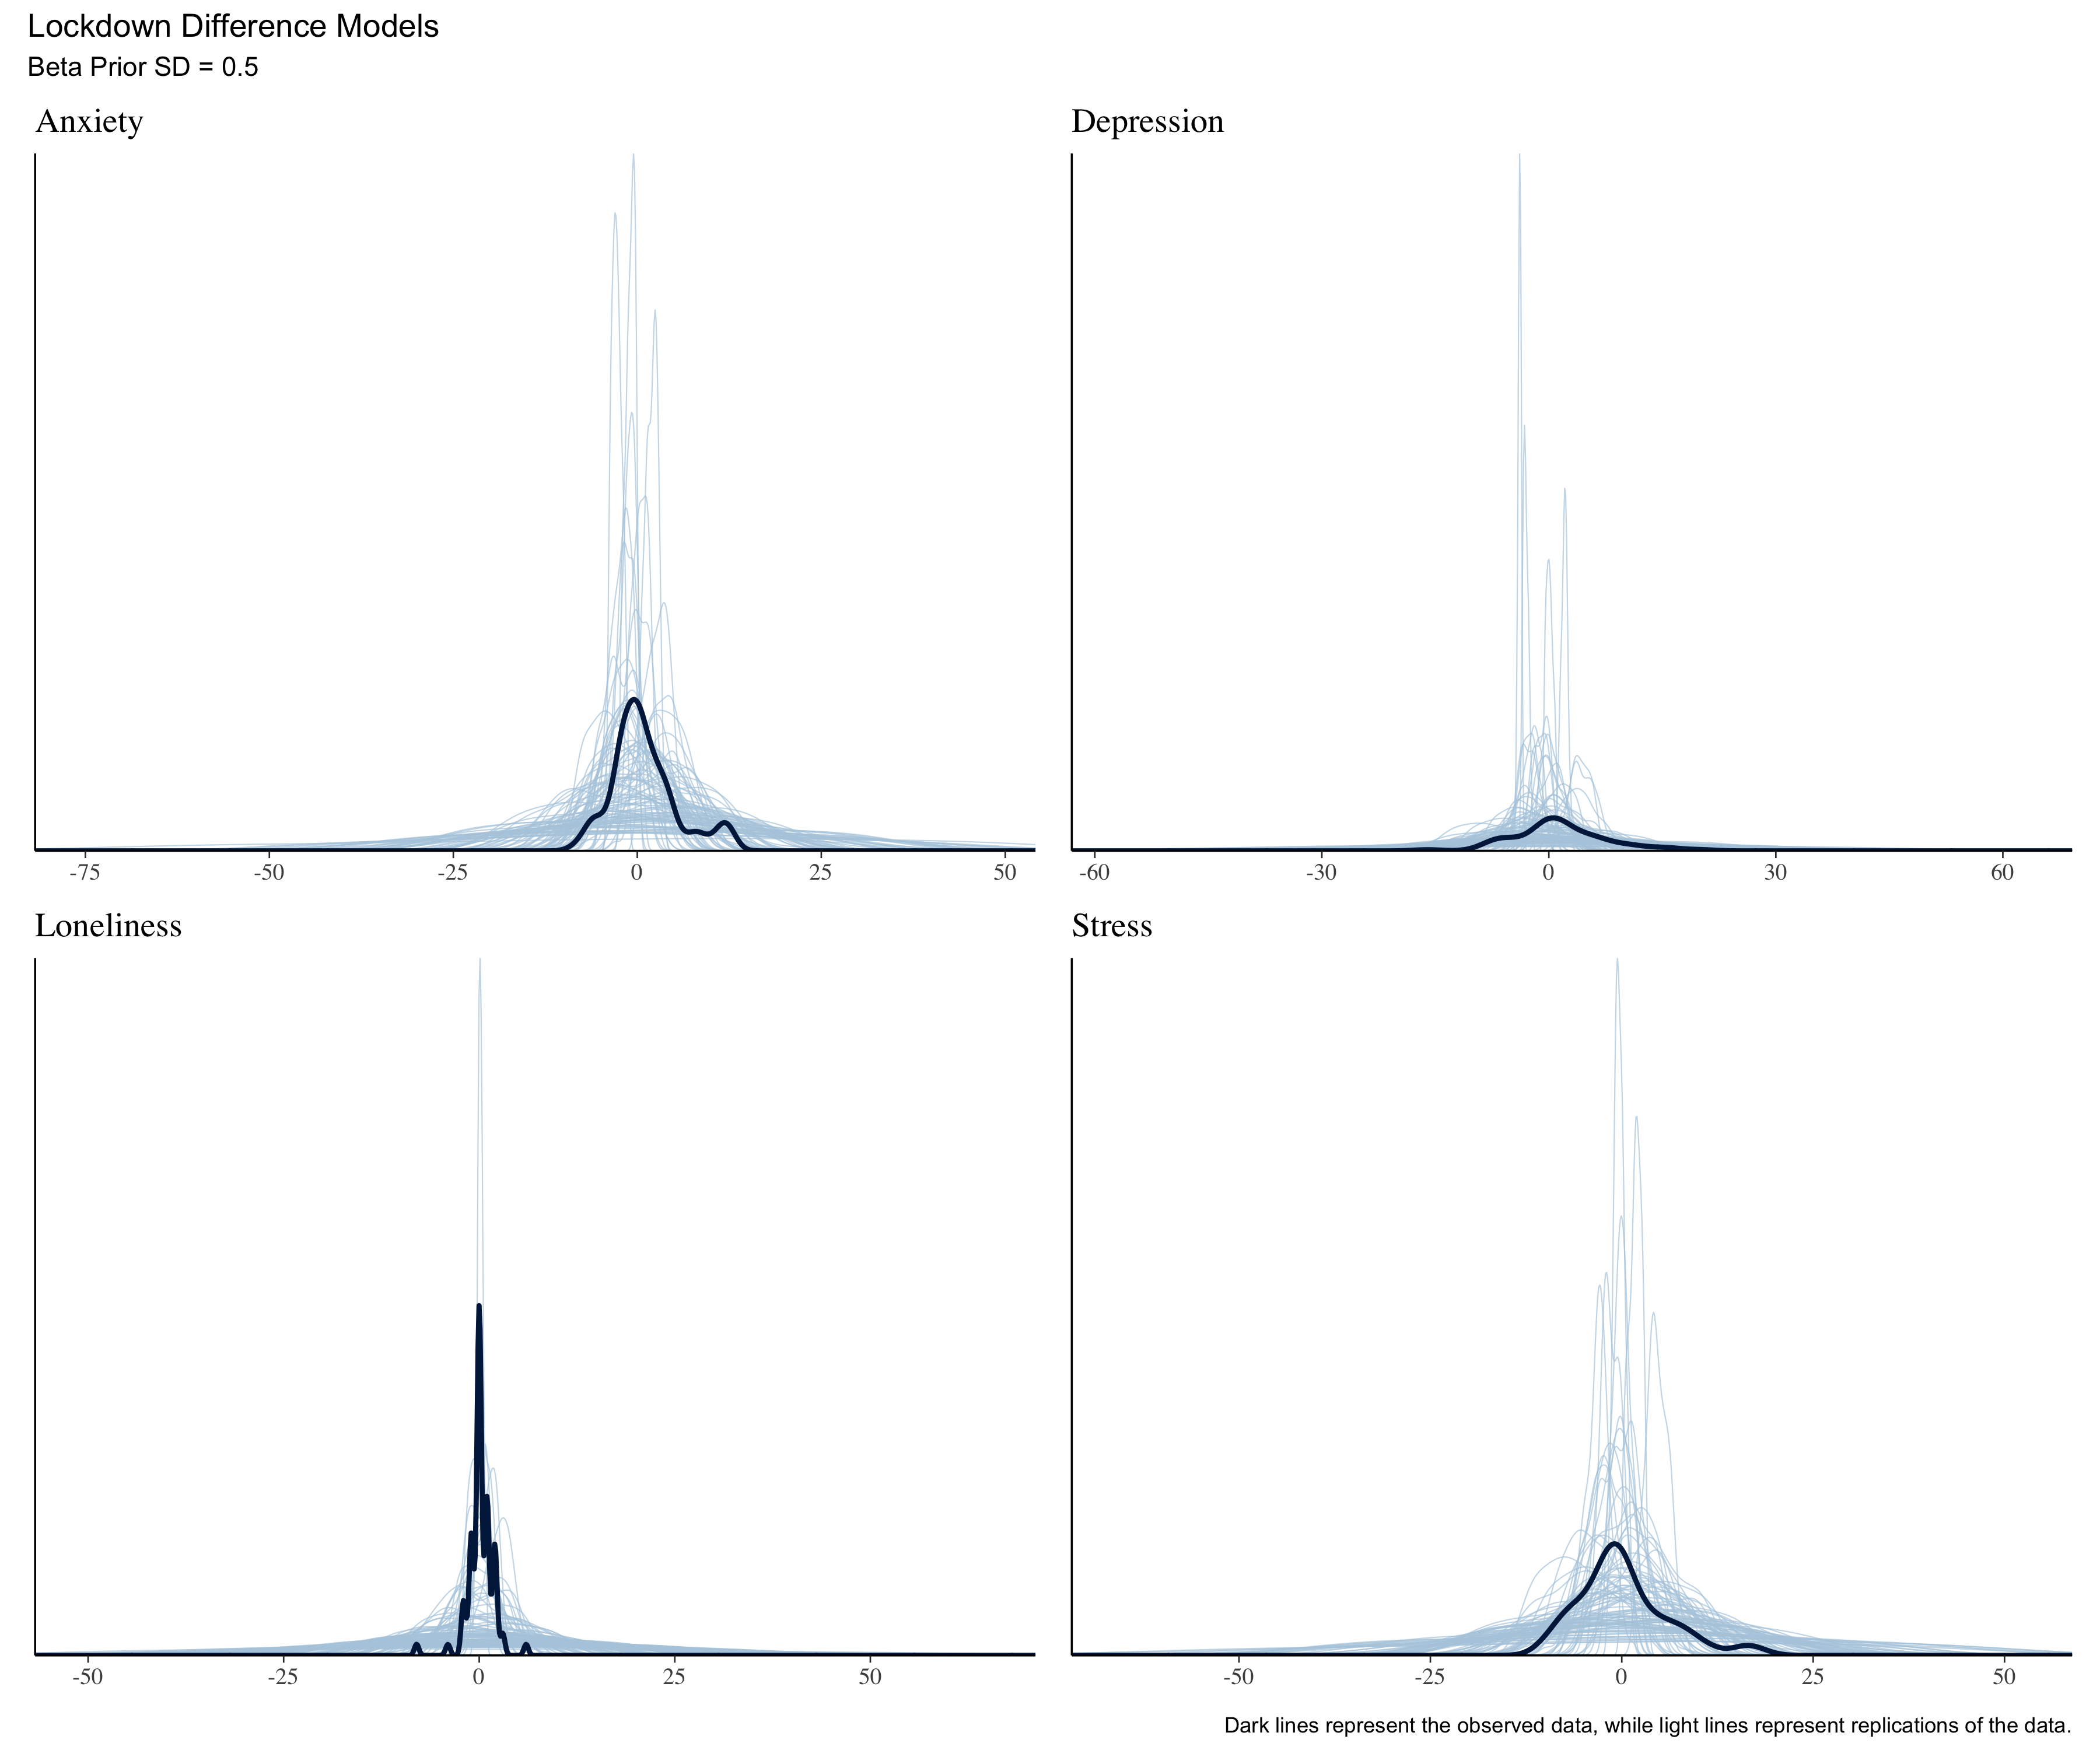 Lockdown Difference Models
Beta Prior SD = 0.5
Anxiety
-75 -50 -25 0 25 50
Depression
-60 -30 0 30 60
Loneliness
-50 -25 0 25 50
Stress
-50 -25 0 25 50
Dark lines represent the observed data, while light lines represent replications of the data.